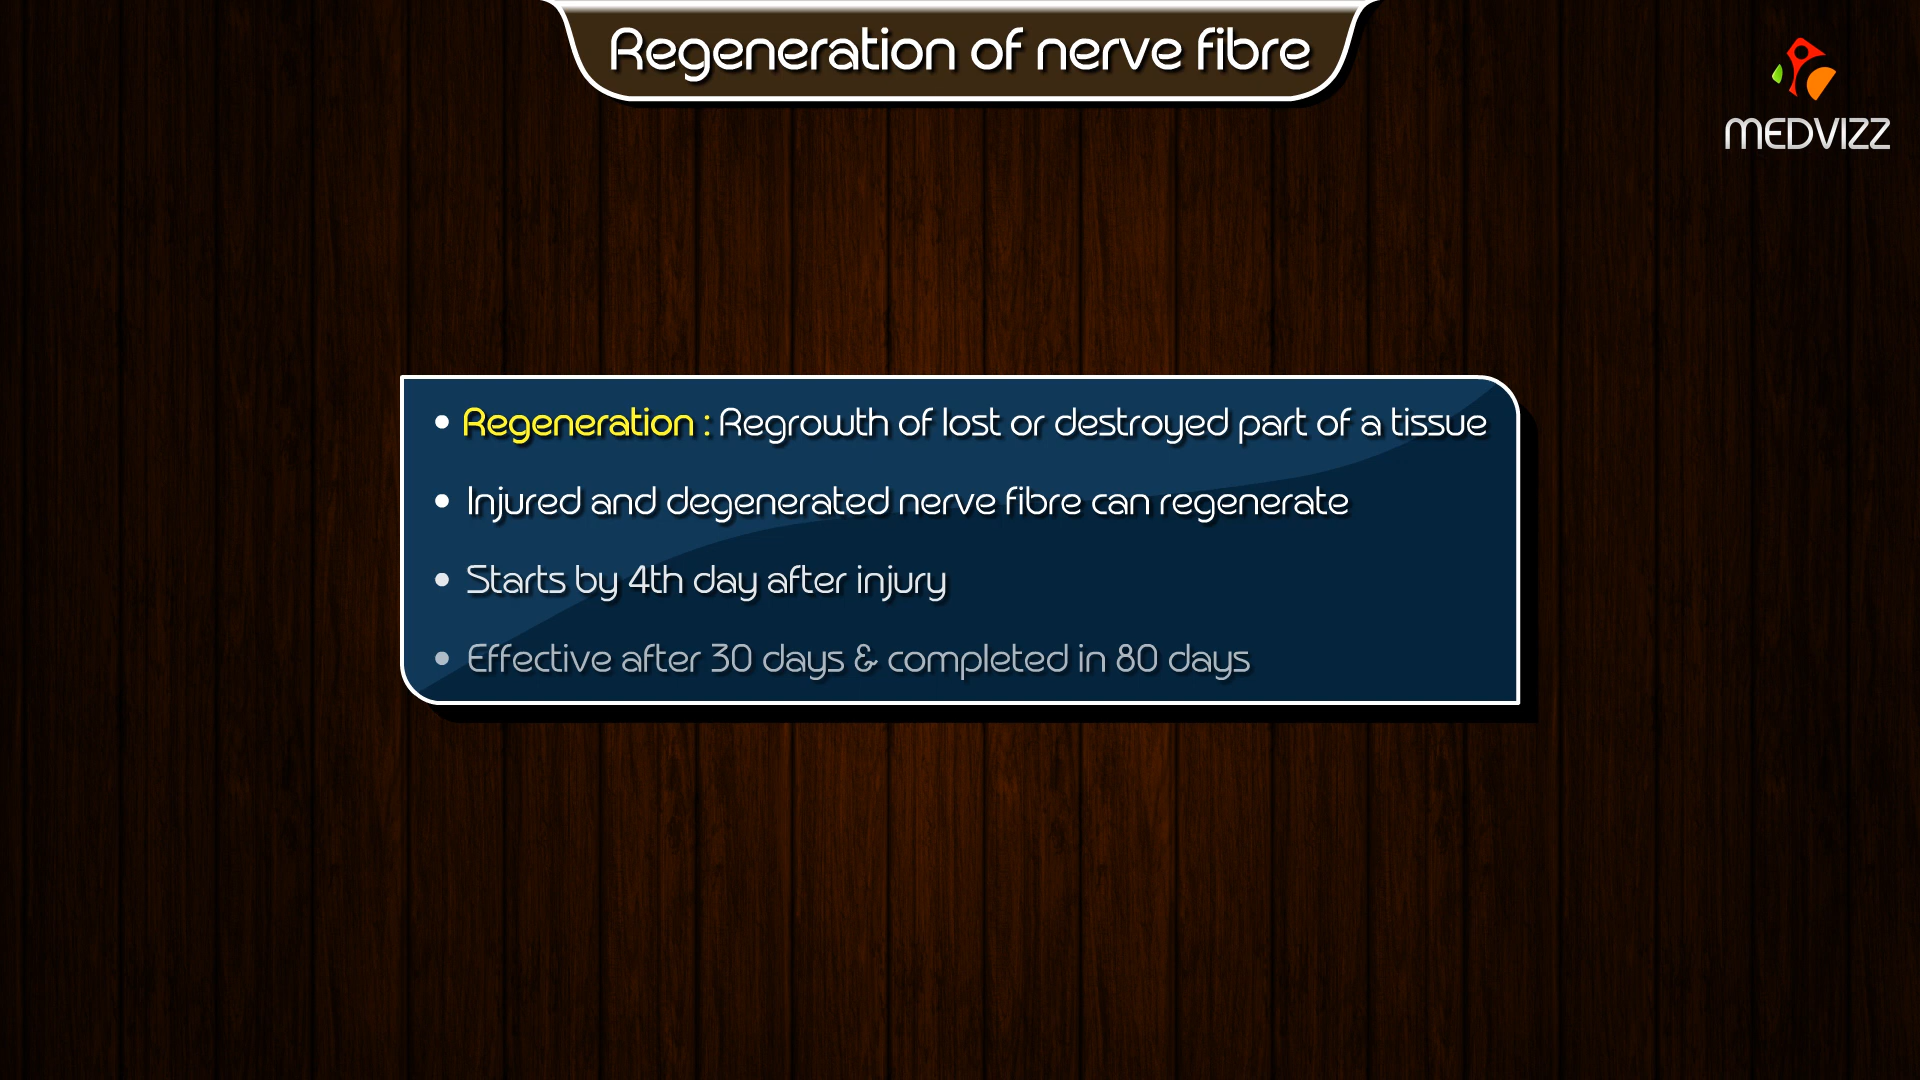 Regeneration of nerve fibre
MEDVIZZ
• Regeneration : Regrowth of lost or destroyed part of a tissue
• Injured and degenerated nerve fibre can regenerate
• Starts by 4th day after injury
• Effective after 30 days & completed in 80 days